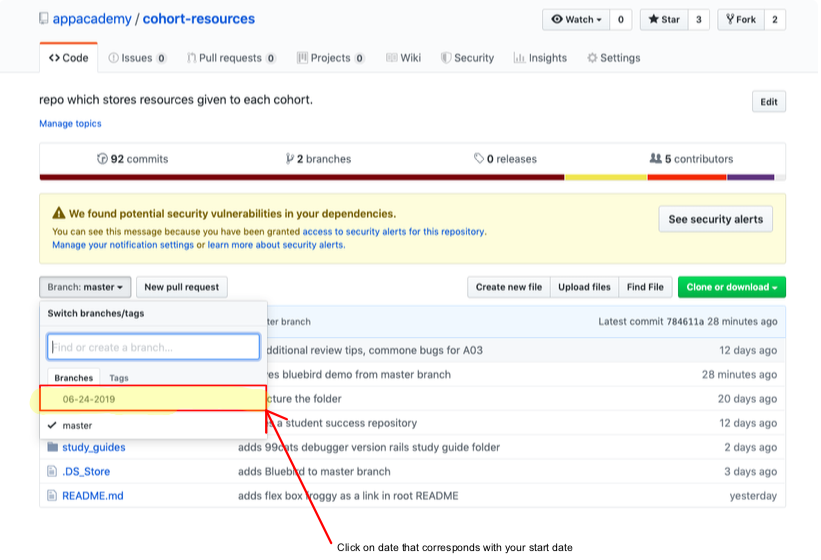 appacademy / cohort-resources
Watch 0 Star 3 Fork 2
Code Issues 0 Pull requests 0 Projects 0 Wiki Security Insights Settings
repo which stores resources given to each cohort.
Edit
Manage topics
92 commits 2 branches 0 releases 5 contributors
We found potential security vulnerabilities in your dependencies.
You can see this message because you have been granted access to security alerts for this repository.
Manage your notification settings or learn more about security alerts.
See security alerts
Branch: master New pull request Create new file Upload files Find File Clone or download
Switch branches/tags
ter branch Latest commit 784611a 28 minutes ago
Find or create a branch...
dditional review tips, commone bugs for A03 12 days ago
Branches Tags
es bluebird demo from master branch 28 minutes ago
06-24-2019
cture the folder 20 days ago
master
a student success repository 12 days ago
study_guides adds 99cats debugger version rails study guide folder 2 days ago
.DS_Store adds Bluebird to master branch 3 days ago
README.md adds flex box froggy as a link in root README yesterday
Click on date that corresponds with your start date